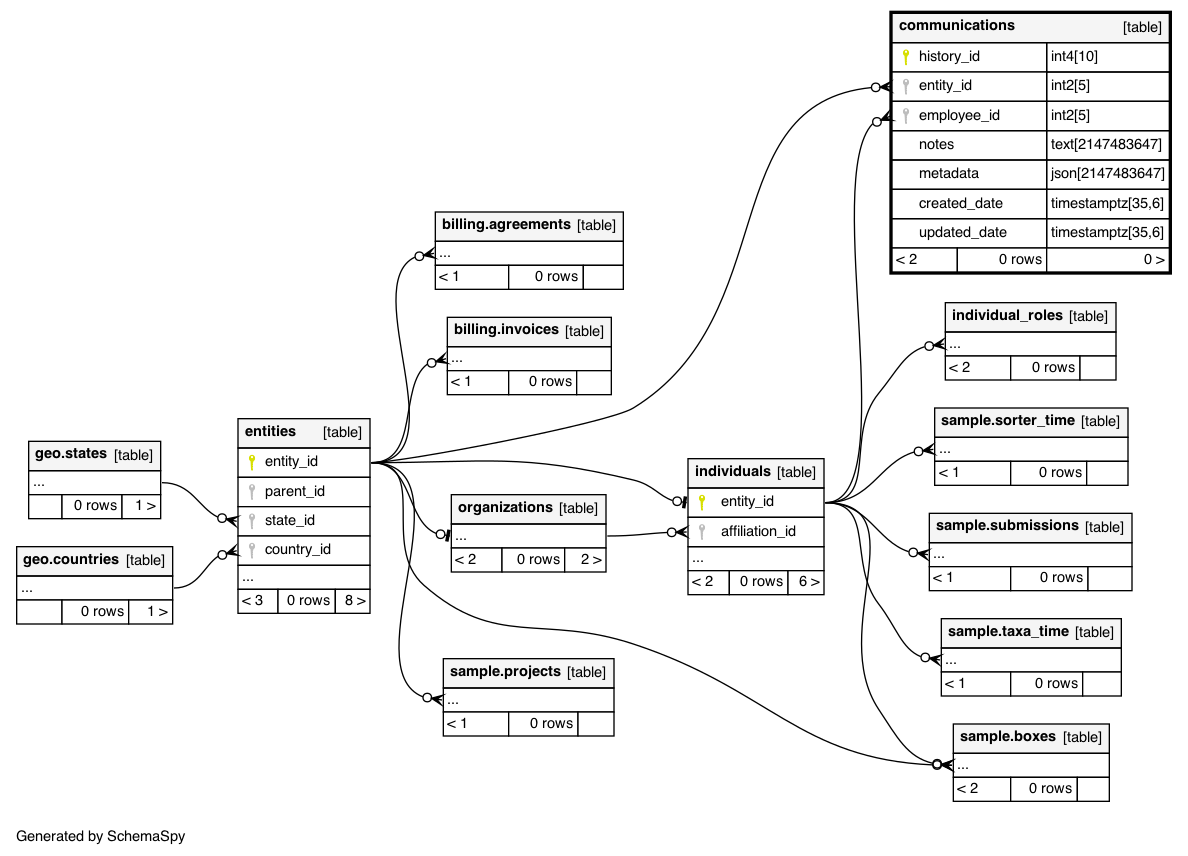 communications [table]
history_id int4[10]
entity_id int2[5]
employee_id int2[5]
notes text[2147483647]
metadata json[2147483647]
created_date timestamptz[35,6]
updated_date timestamptz[35,6]
< 2 0 rows 0 >
billing.agreements [table]
...
< 1 0 rows
billing.invoices [table]
...
< 1 0 rows
individual_roles [table]
...
< 2 0 rows
geo.states [table]
...
0 rows 1 >
geo.countries [table]
...
0 rows 1 >
entities [table]
entity_id
parent_id
state_id
country_id
...
< 3 0 rows 8 >
organizations [table]
...
< 2 0 rows 2 >
individuals [table]
entity_id
affiliation_id
...
< 2 0 rows 6 >
sample.sorter_time [table]
...
< 1 0 rows
sample.submissions [table]
...
< 1 0 rows
sample.taxa_time [table]
...
< 1 0 rows
sample.projects [table]
...
< 1 0 rows
sample.boxes [table]
...
< 2 0 rows
Generated by SchemaSpy